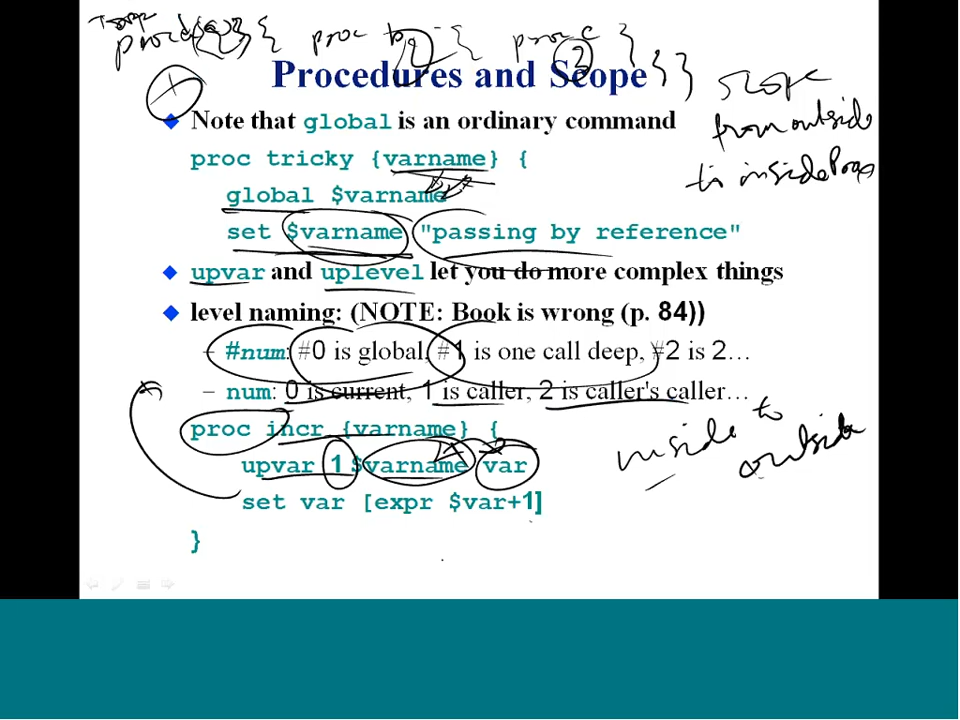 proc b { proc c }
Procedures and Scope } }
scope
Note that global is an ordinary command
from outside
proc tricky {varname} {
to inside Proc
global $varname
set $varname "passing by reference"
upvar and uplevel let you do more complex things
level naming: (NOTE: Book is wrong (p. 84))
– #num: #0 is global, #1 is one call deep, #2 is 2…
– num: 0 is current, 1 is caller, 2 is caller's caller…
proc incr {varname} {
inside to
outside
upvar 1 $varname var
set var [expr $var+1]
}